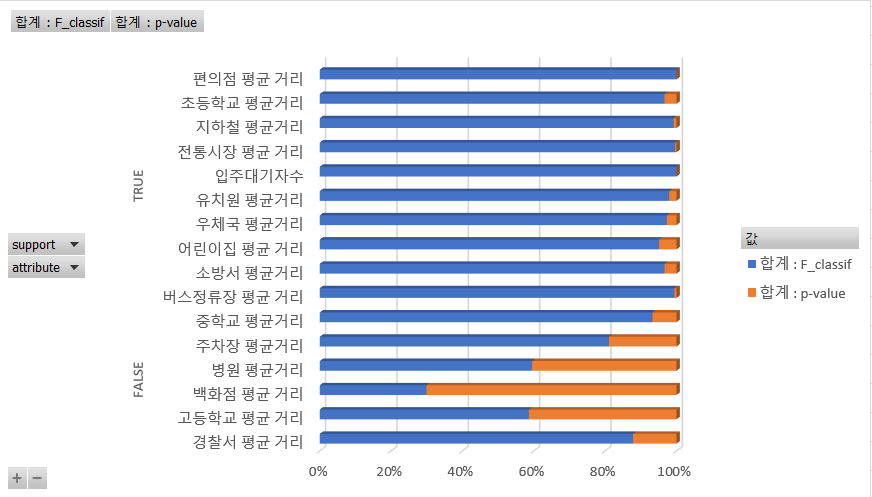 합계 : F_classif 합계 : p-value
편의점 평균 거리
초등학교 평균거리
지하철 평균거리
전통시장 평균 거리
입주대기자수
유치원 평균거리
우체국 평균거리
어린이집 평균 거리
소방서 평균거리
버스정류장 평균 거리
중학교 평균거리
주차장 평균거리
병원 평균거리
백화점 평균 거리
고등학교 평균 거리
경찰서 평균 거리
TRUE
FALSE
support
attribute
값
합계 : F_classif
합계 : p-value
0% 20% 40% 60% 80% 100%
+ −